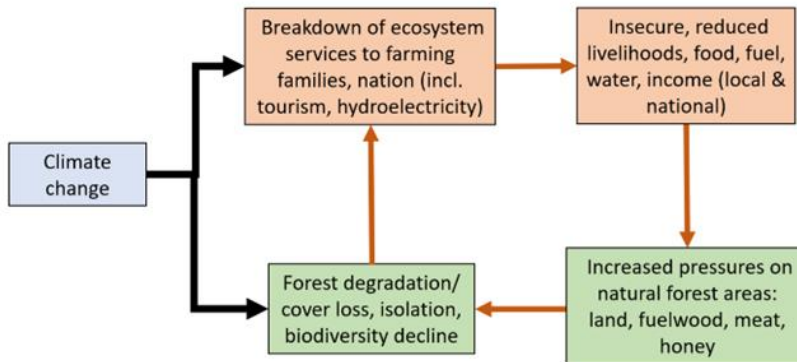 Breakdown of ecosystem
services to farming
families, nation (incl.
tourism, hydroelectricity)
Insecure, reduced
livelihoods, food, fuel,
water, income (local &
national)
Climate
change
Forest degradation/
cover loss, isolation,
biodiversity decline
Increased pressures on
natural forest areas:
land, fuelwood, meat,
honey